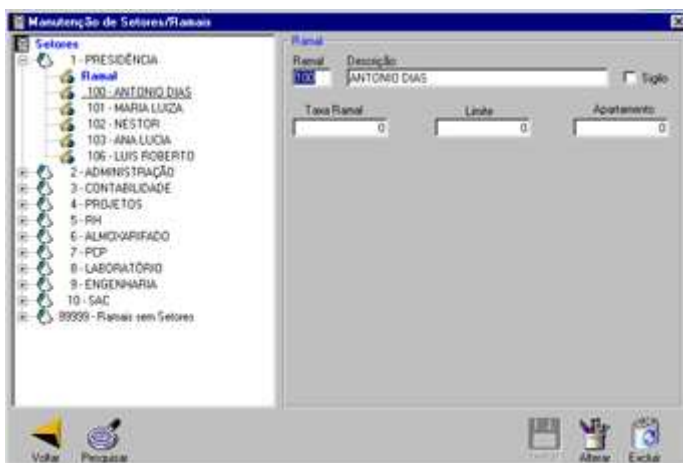 Manutenção de Setores/Ramais
Setores
1 - PRESIDÊNCIA
Ramal
100 - ANTONIO DIAS
101 - MARIA LUIZA
102 - NESTOR
103 - ANA LUCIA
106 - LUIS ROBERTO
2 - ADMINISTRAÇÃO
3 - CONTABILIDADE
4 - PROJETOS
5 - RH
6 - ALMOXARIFADO
7 - PCP
8 - LABORATÓRIO
9 - ENGENHARIA
10 - SAC
99999 - Ramais sem Setores
Ramal
Ramal Descrição
100 ANTONIO DIAS Sigilo
Taxa Ramal Limite Apartamento
0 0 0
Voltar Pesquisar Alterar Excluir